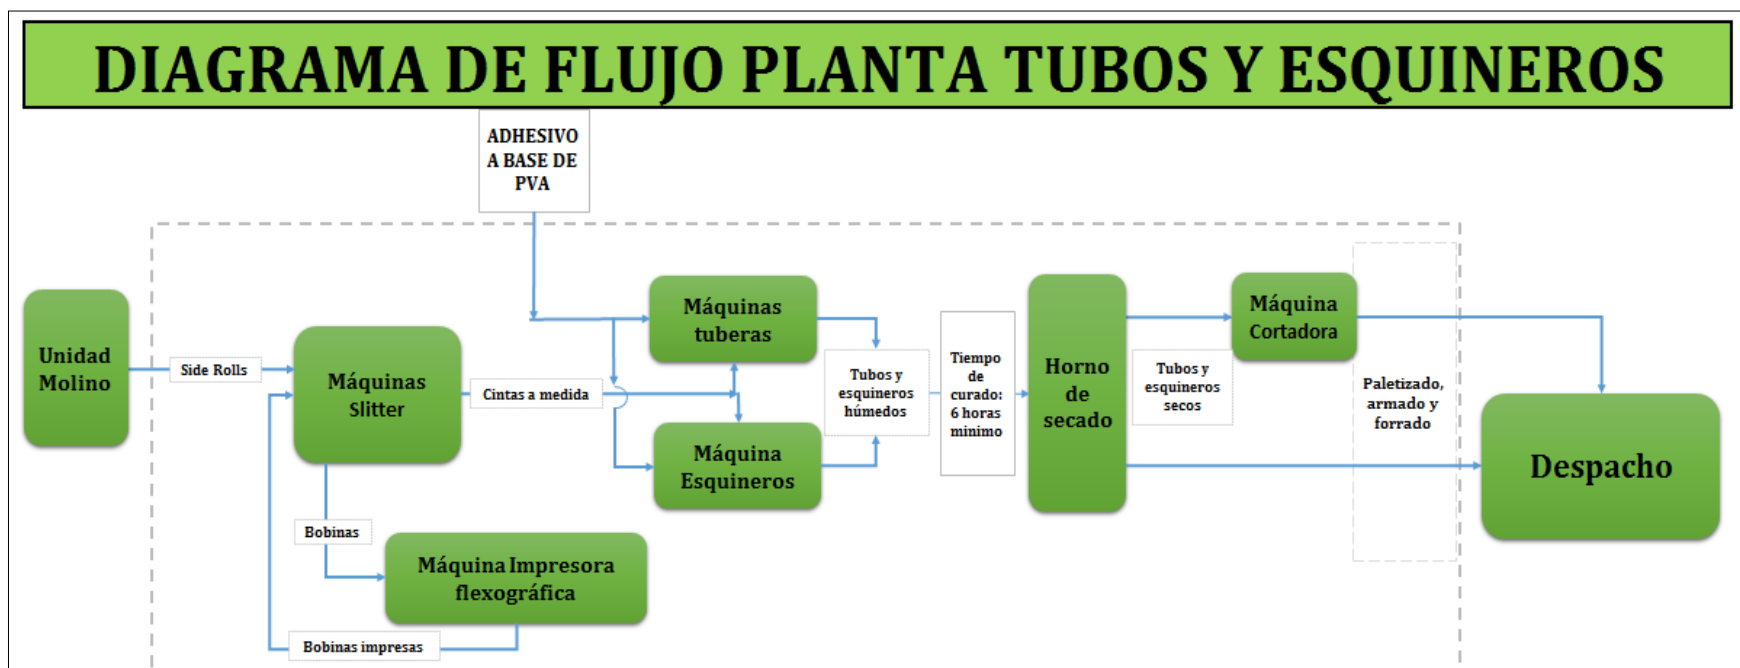 DIAGRAMA DE FLUJO PLANTA TUBOS Y ESQUINEROS
ADHESIVO
A BASE DE
PVA
Unidad
Molino
Side Rolls
Máquinas
Slitter
Cintas a medida
Bobinas
Máquina Impresora
flexográfica
Bobinas impresas
Máquinas
tuberas
Máquina
Esquineros
Tubos y
esquineros
húmedos
Tiempo
de
curado:
6 horas
minimo
Horno
de
secado
Tubos y
esquineros
secos
Máquina
Cortadora
Paletizado,
armado y
forrado
Despacho